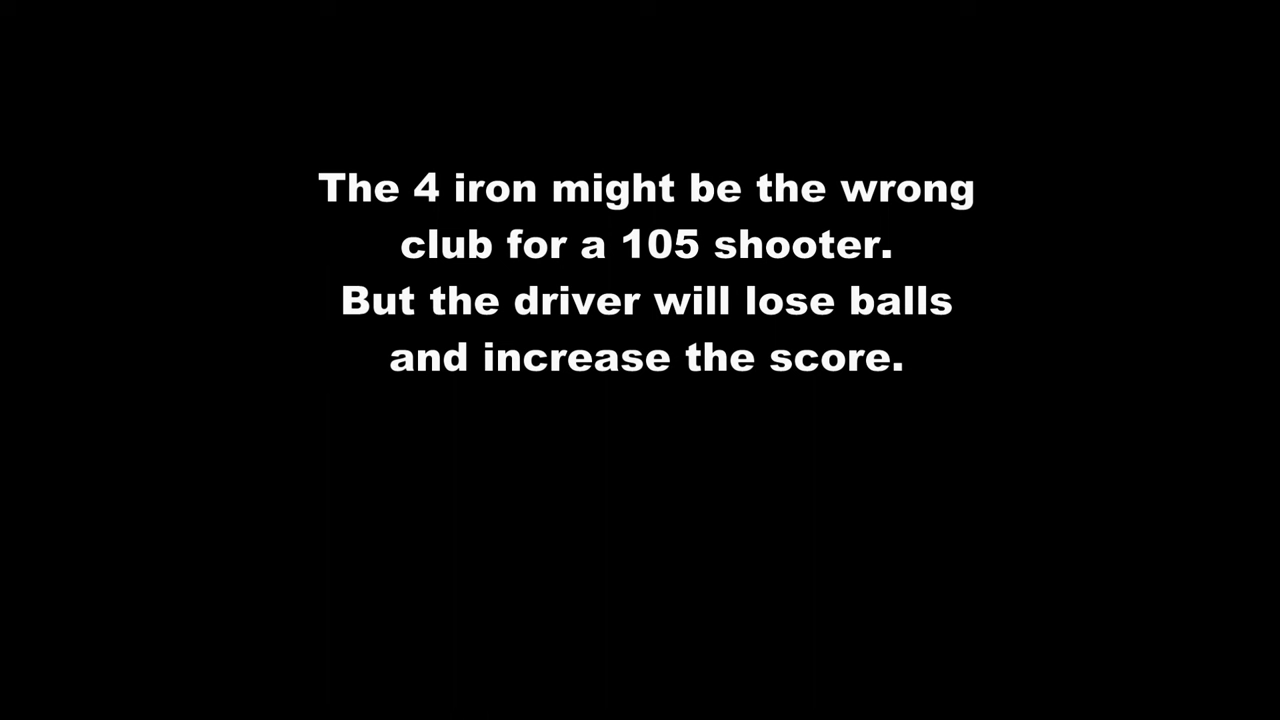 The 4 iron might be the wrong
club for a 105 shooter.
But the driver will lose balls
and increase the score.